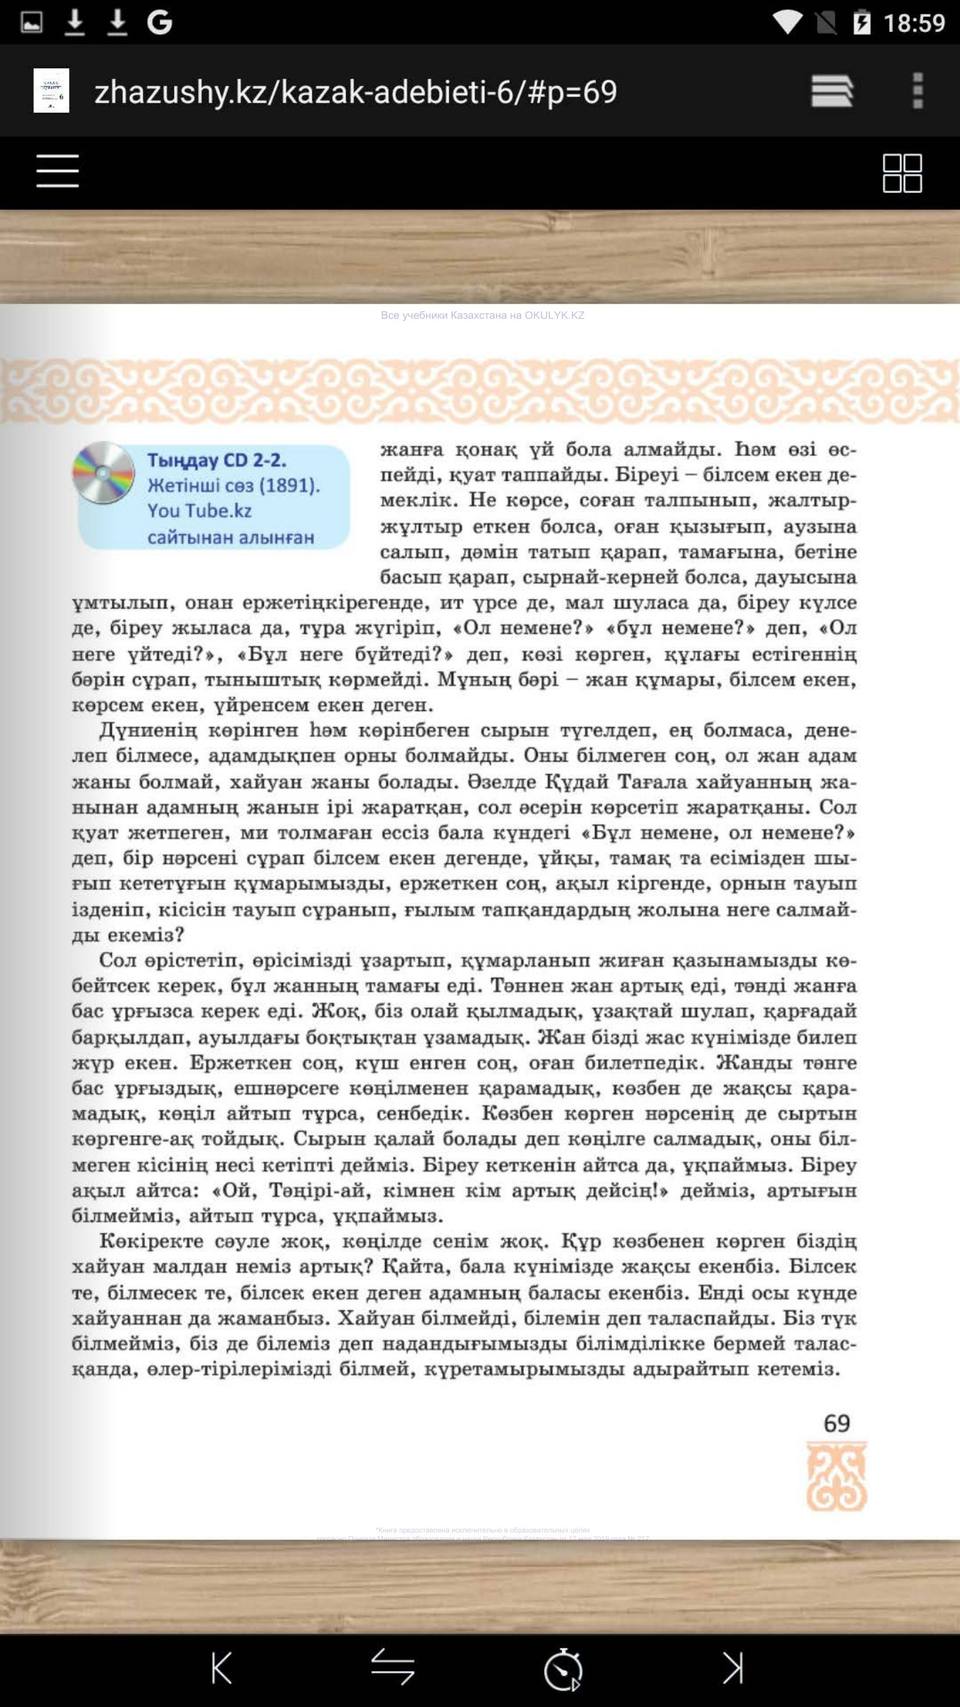 18:59
zhazushy.kz/kazak-adebieti-6/#p=69
Все учебники Казахстана на OKULYK.KZ
Тыңдау CD 2-2.
Жетінші сөз (1891).
You Tube.kz
сайтынан алынған
жанға қонақ үй бола алмайды. Һәм өзі өс-
пейді, қуат таппайды. Біреуі – білсем екен де-
меклік. Не көрсе, соған талпынып, жалтыр-
жұлтыр еткен болса, оған қызығып, аузына
салып, дәмін татып қарап, тамағына, бетіне
басып қарап, сырнай-керней болса, дауысына
ұмтылып, онан ержетіңкірегенде, ит үрсе де, мал шуласа да, біреу күлсе
де, біреу жыласа да, тұра жүгіріп, «Ол немене?» «бұл немене?» деп, «Ол
неге үйтеді?», «Бұл неге бүйтеді?» деп, көзі көрген, құлағы естігеннің
бәрін сұрап, тыныштық көрмейді. Мұның бәрі – жан құмары, білсем екен,
көрсем екен, үйренсем екен деген.
Дүниенің көрінген һәм көрінбеген сырын түгелдеп, ең болмаса, дене-
леп білмесе, адамдықпен орны болмайды. Оны білмеген соң, ол жан адам
жаны болмай, хайуан жаны болады. Әзелде Құдай Тағала хайуанның жа-
нынан адамның жанын ірі жаратқан, сол әсерін көрсетіп жаратқаны. Сол
қуат жетпеген, ми толмаған ессіз бала күндегі «Бұл немене, ол немене?»
деп, бір нәрсені сұрап білсем екен дегенде, ұйқы, тамақ та есімізден шы-
ғып кететұғын құмарымызды, ержеткен соң, ақыл кіргенде, орнын тауып
ізденіп, кісісін тауып сұранып, ғылым тапқандардың жолына неге салмай-
ды екеміз?
Сол өрістетіп, өрісімізді ұзартып, құмарланып жиған қазынамызды кө-
бейтсек керек, бұл жанның тамағы еді. Тәннен жан артық еді, тәнді жанға
бас ұрғызса керек еді. Жоқ, біз олай қылмадық, ұзақтай шулап, қарғадай
барқылдап, ауылдағы боқтықтан ұзамадық. Жан бізді жас күнімізде билеп
жүр екен. Ержеткен соң, күш енген соң, оған билетпедік. Жанды тәнге
бас ұрғыздық, ешнәрсеге көңілменен қарамадық, көзбен де жақсы қара-
мадық, көңіл айтып тұрса, сенбедік. Көзбен көрген нәрсенің де сыртын
көргенге-ақ тойдық. Сырын қалай болады деп көңілге салмадық, оны біл-
меген кісінің несі кетіпті дейміз. Біреу кеткенін айтса да, ұқпаймыз. Біреу
ақыл айтса: «Ой, Тәңірі-ай, кімнен кім артық дейсің!» дейміз, артығын
білмейміз, айтып тұрса, ұқпаймыз.
Көкіректе сәуле жоқ, көңілде сенім жоқ. Құр көзбенен көрген біздің
хайуан малдан неміз артық? Қайта, бала күнімізде жақсы екенбіз. Білсек
те, білмесек те, білсек екен деген адамның баласы екенбіз. Енді осы күнде
хайуаннан да жаманбыз. Хайуан білмейді, білемін деп таласпайды. Біз түк
білмейміз, біз де білеміз деп надандығымызды білімділікке бермей талас-
қанда, өлер-тірілерімізді білмей, күретамырымызды адырайтып кетеміз.
69
*Книга предоставлена исключительно в образовательных целях